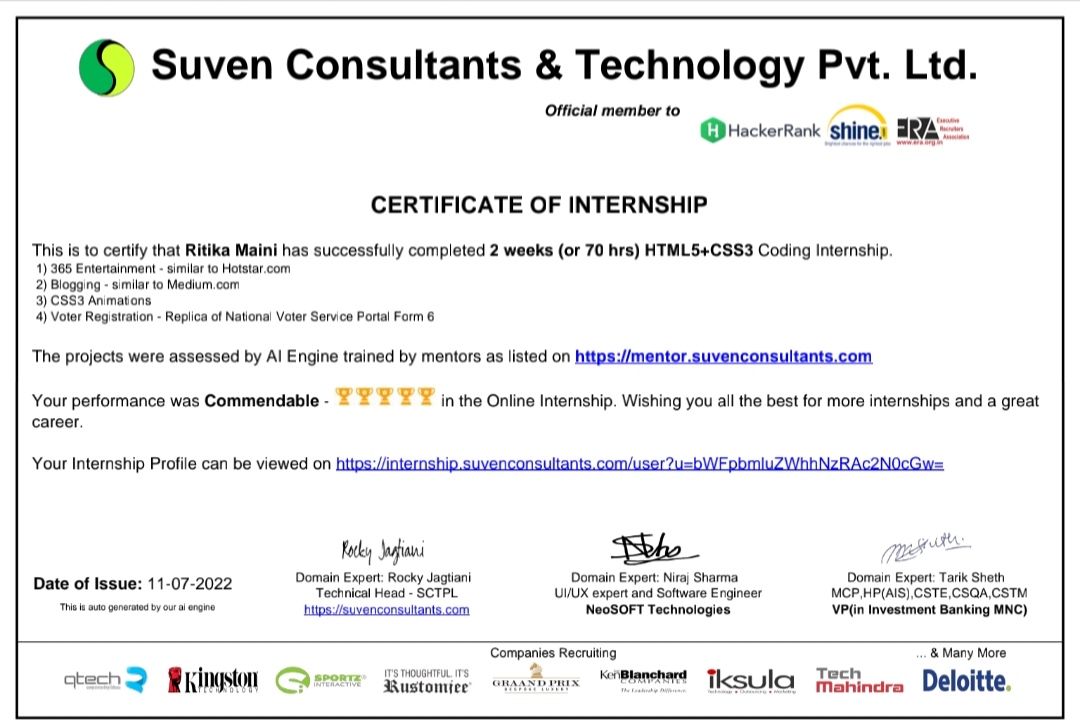 Suven Consultants & Technology Pvt. Ltd.
Official member to
H HackerRank shine. ERA Executive Recruiters Association
www.era.org.in
CERTIFICATE OF INTERNSHIP
This is to certify that Ritika Maini has successfully completed 2 weeks (or 70 hrs) HTML5+CSS3 Coding Internship.
1) 365 Entertainment - similar to Hotstar.com
2) Blogging - similar to Medium.com
3) CSS3 Animations
4) Voter Registration - Replica of National Voter Service Portal Form 6
The projects were assessed by AI Engine trained by mentors as listed on https://mentor.suvenconsultants.com
Your performance was Commendable - 🏆🏆🏆🏆🏆 in the Online Internship. Wishing you all the best for more internships and a great
career.
Your Internship Profile can be viewed on https://internship.suvenconsultants.com/user?u=bWFpbmluZWhhNzRAc2N0cGw=
Rocky Jagtiani
Date of Issue: 11-07-2022
This is auto generated by our ai engine
Domain Expert: Rocky Jagtiani
Technical Head - SCTPL
https://suvenconsultants.com
Domain Expert: Niraj Sharma
UI/UX expert and Software Engineer
NeoSOFT Technologies
Domain Expert: Tarik Sheth
MCP,HP(AIS),CSTE,CSQA,CSTM
VP(in Investment Banking MNC)
Companies Recruiting
... & Many More
qtech
Kingston
TECHNOLOGY
SPORTZ
INTERACTIVE
IT'S THOUGHTFUL. IT'S
Rustomjee
GRAAND PRIX
BESPOKE LUXURY
Ken Blanchard
COMPANIES
The Leadership Difference
iksula
Technology • Outsourcing • Marketing
Tech
Mahindra
Deloitte.